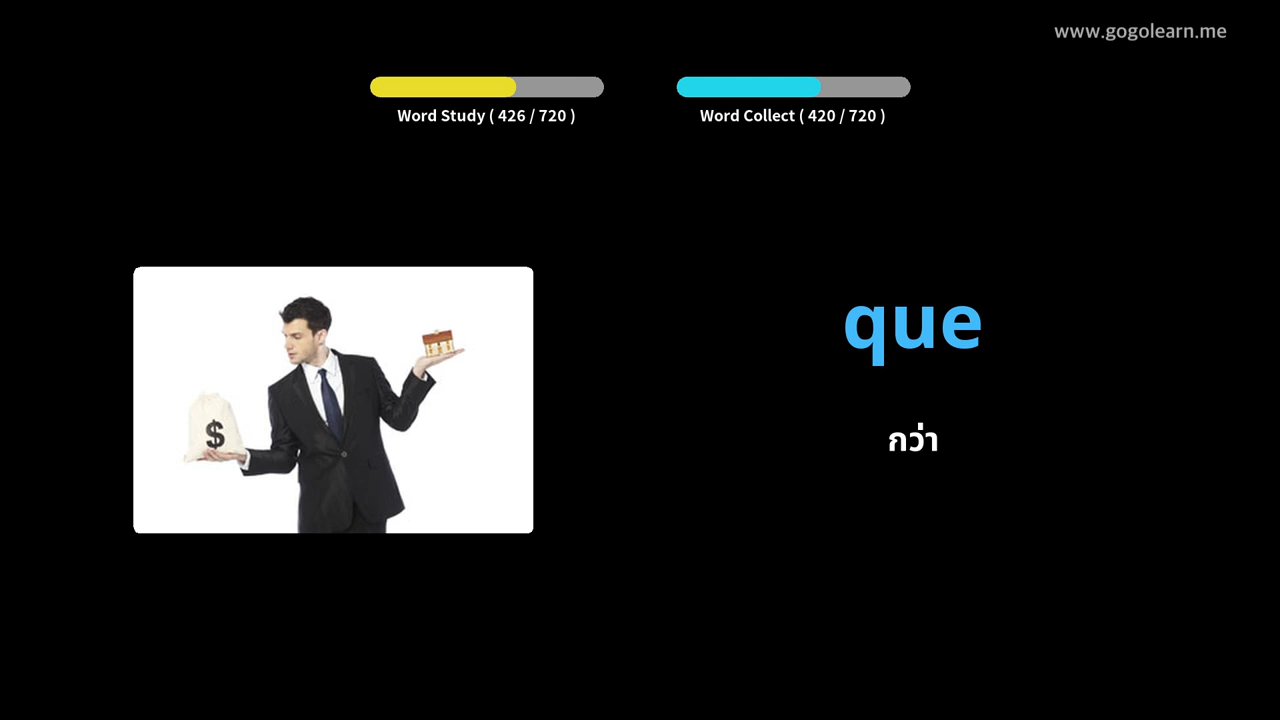 www.gogolearn.me
Word Study ( 426 / 720 )
Word Collect ( 420 / 720 )
que
$
กว่า